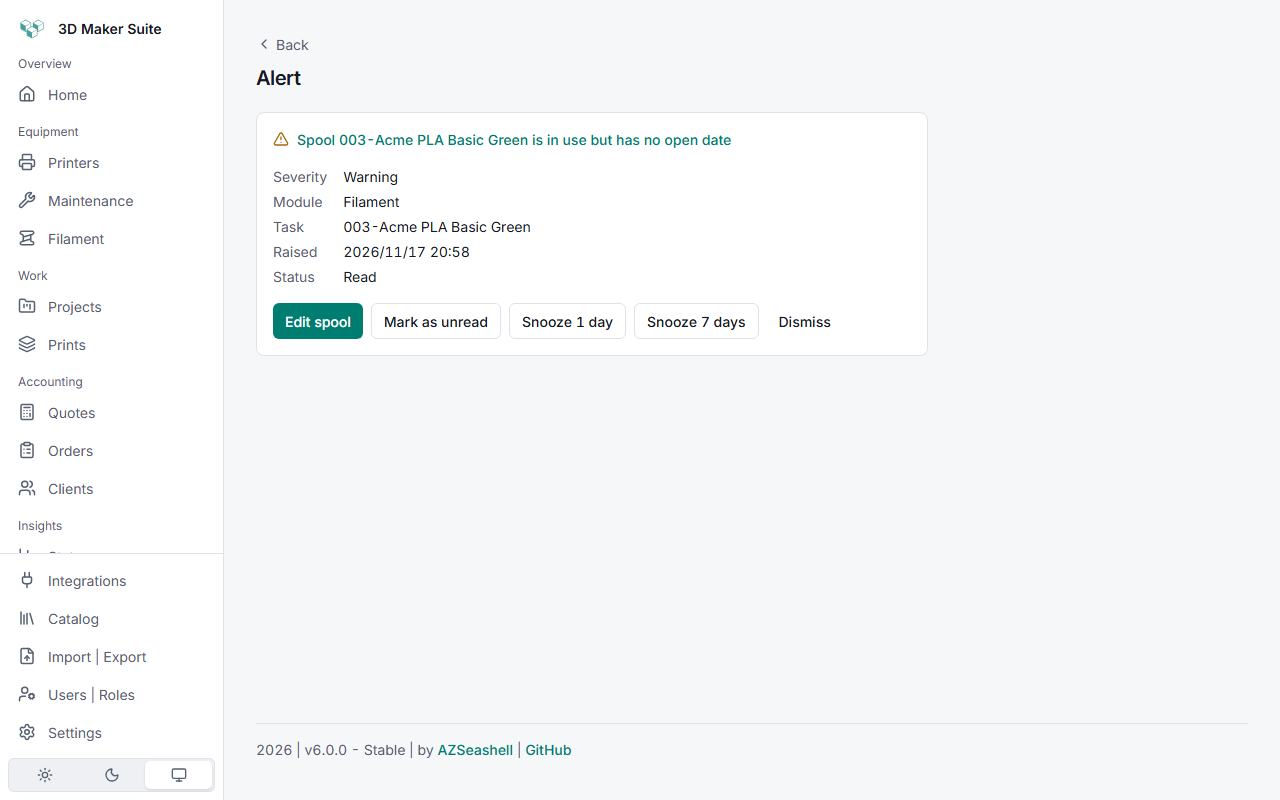 3D Maker Suite
Overview
Home
Equipment
Printers
Maintenance
Filament
Work
Projects
Prints
Accounting
Quotes
Orders
Clients
Insights
Integrations
Catalog
Import | Export
Users | Roles
Settings
Back
Alert
Spool 003-Acme PLA Basic Green is in use but has no open date
Severity Warning
Module Filament
Task 003-Acme PLA Basic Green
Raised 2026/11/17 20:58
Status Read
Edit spool Mark as unread Snooze 1 day Snooze 7 days Dismiss
2026 | v6.0.0 - Stable | by AZSeashell | GitHub